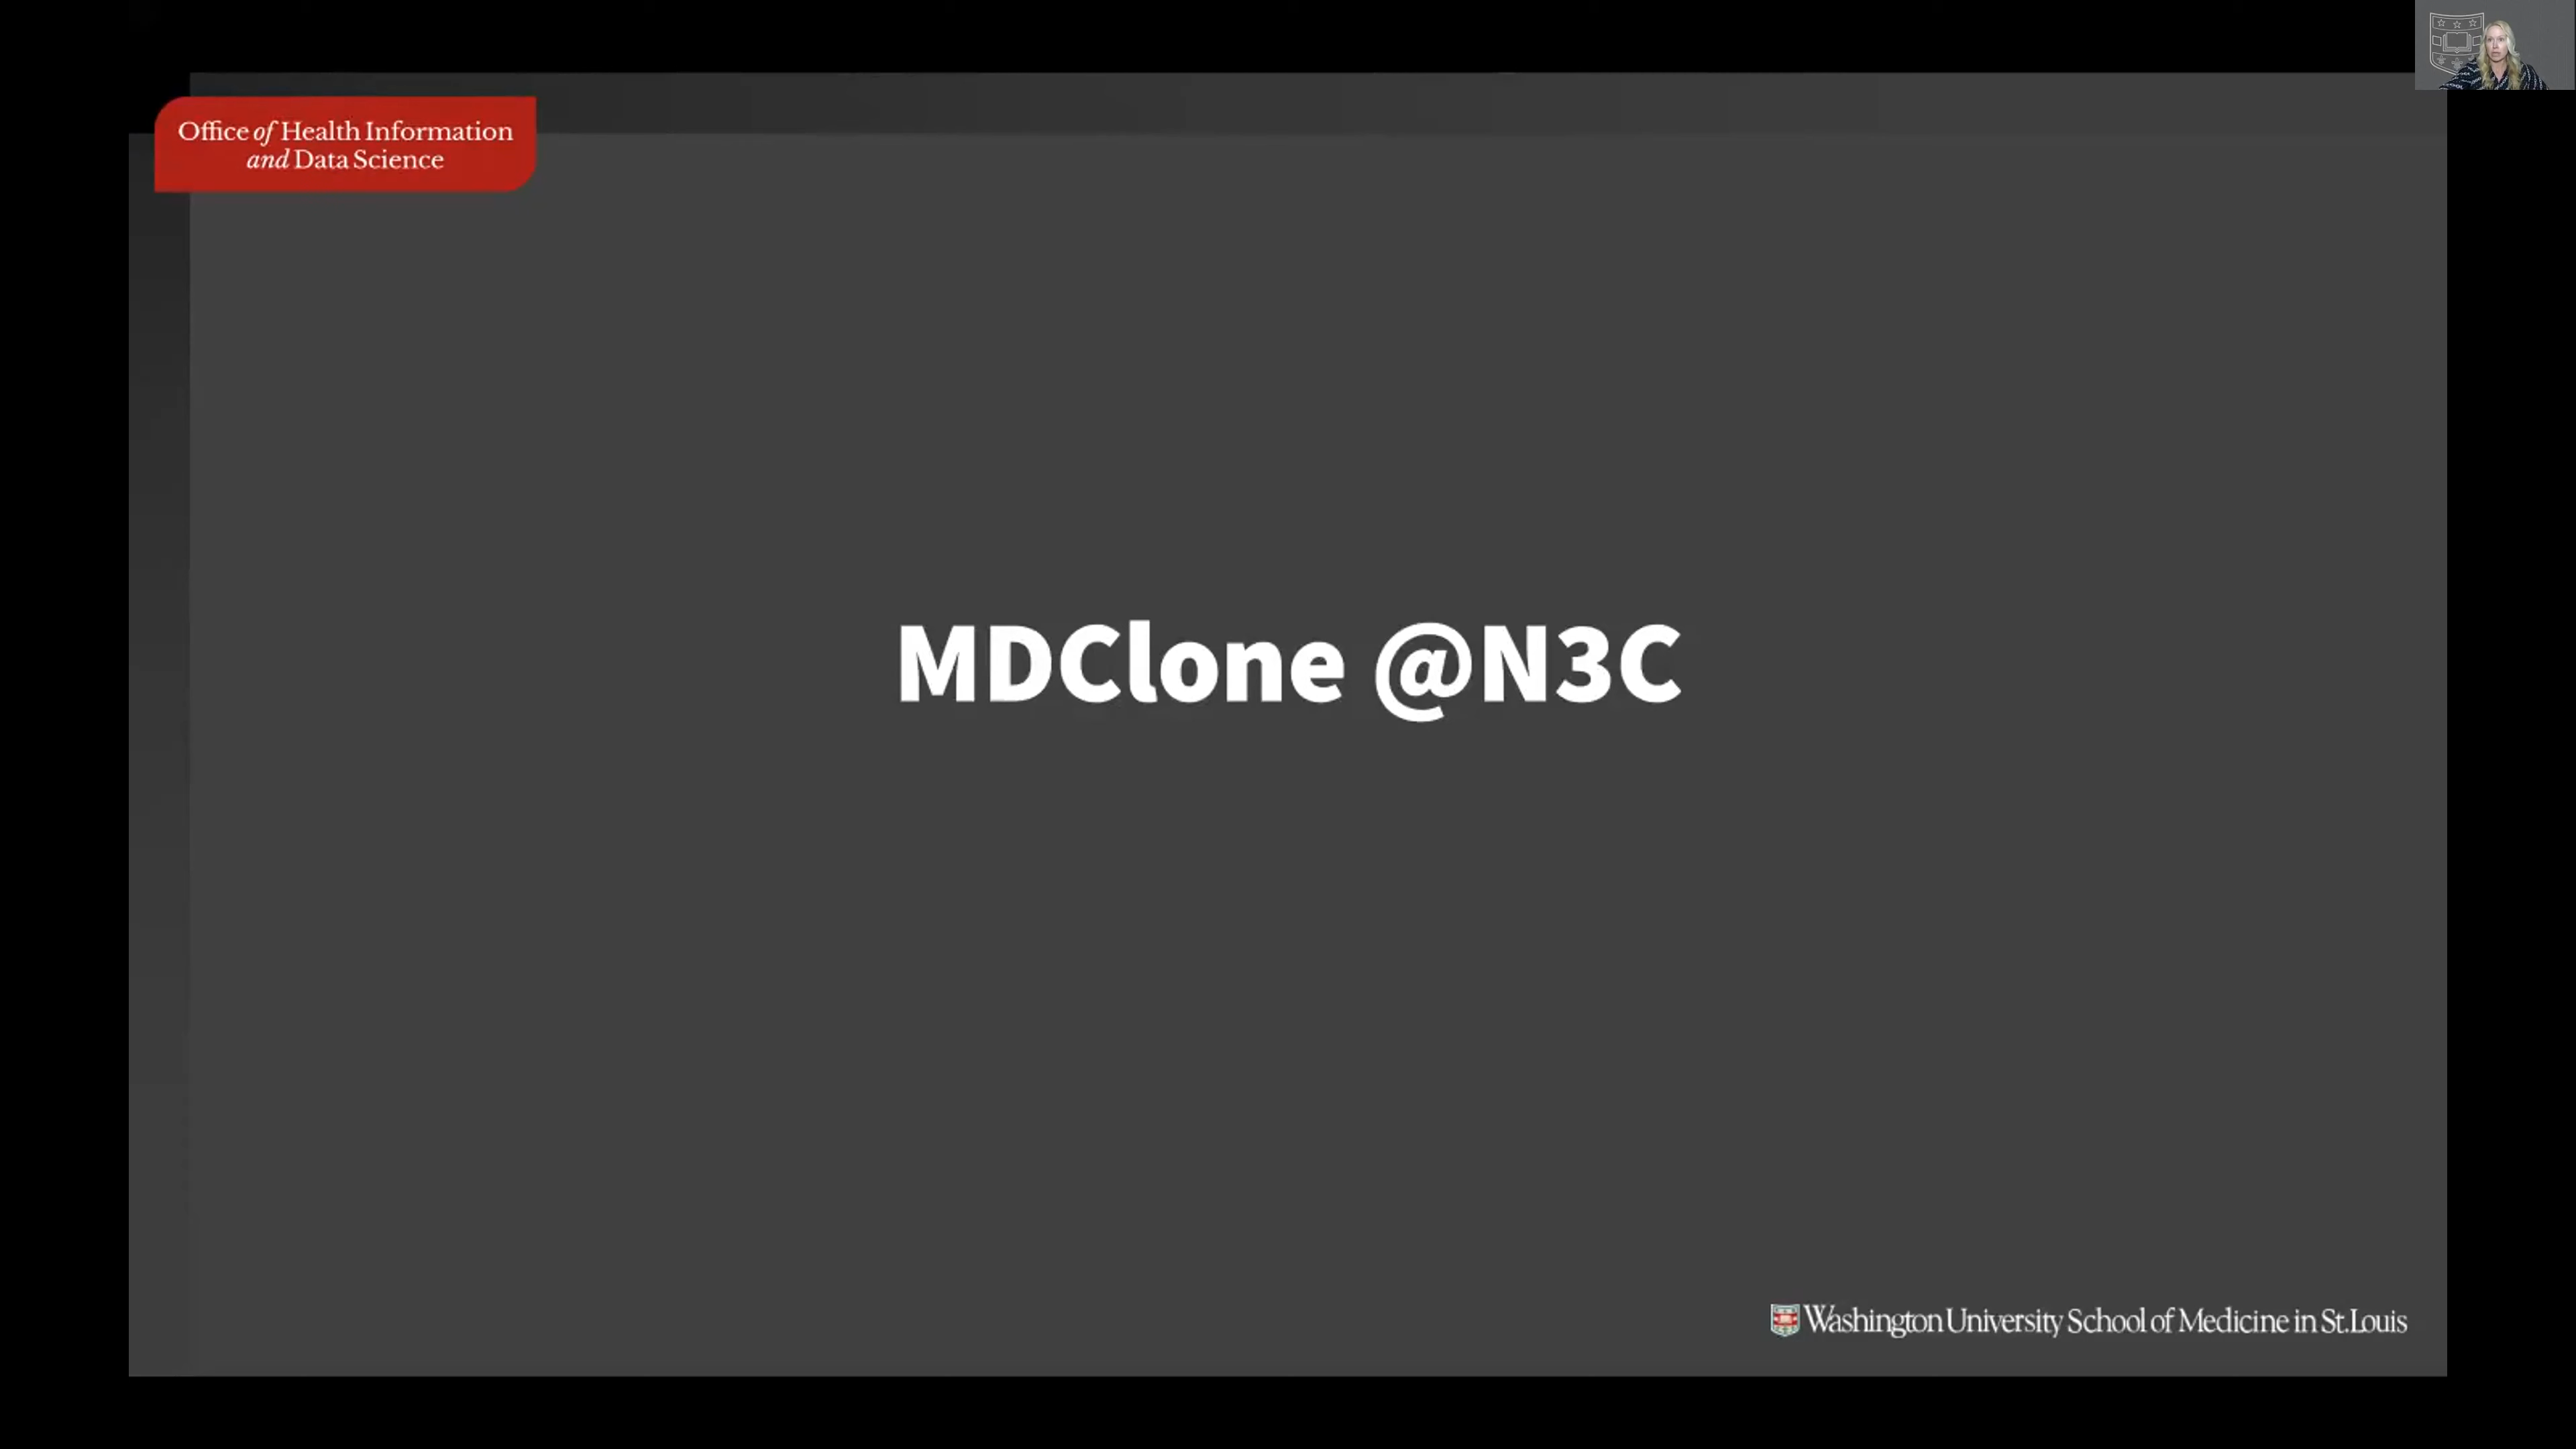 Office of Health Information
and Data Science
MDClone @N3C
Washington University School of Medicine in St. Louis